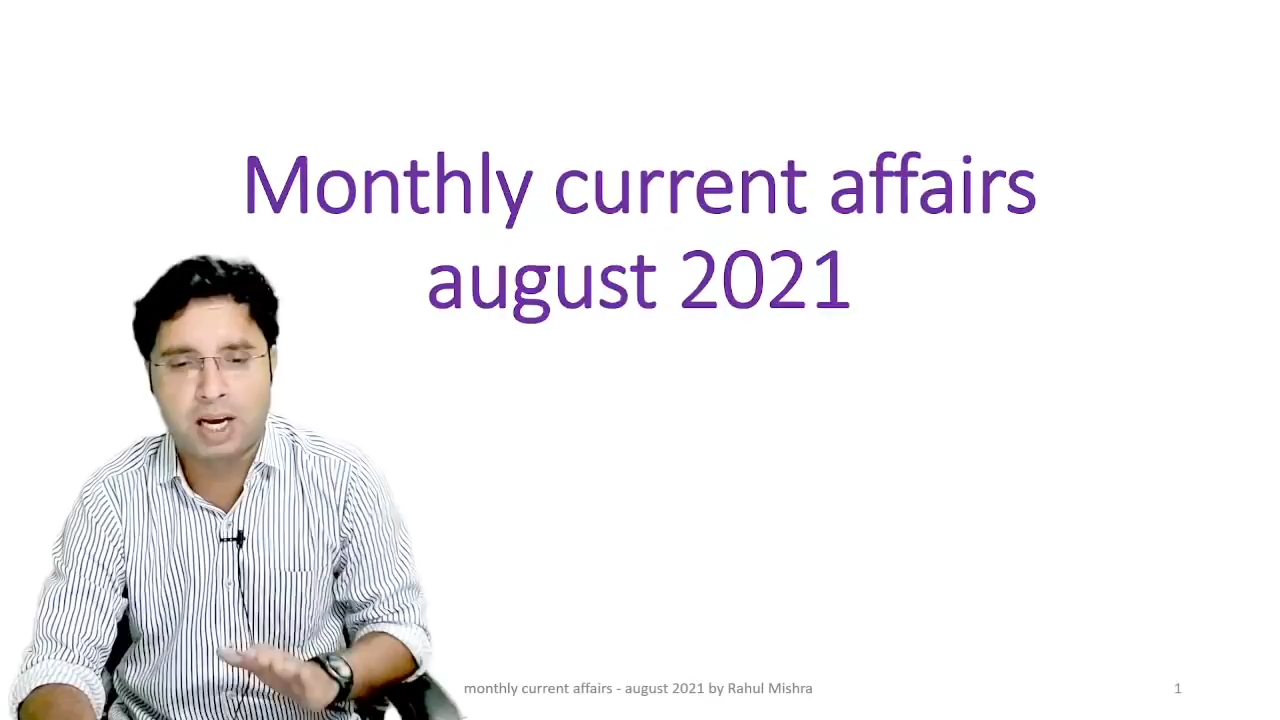 Monthly current affairs
august 2021
monthly current affairs - august 2021 by Rahul Mishra
1